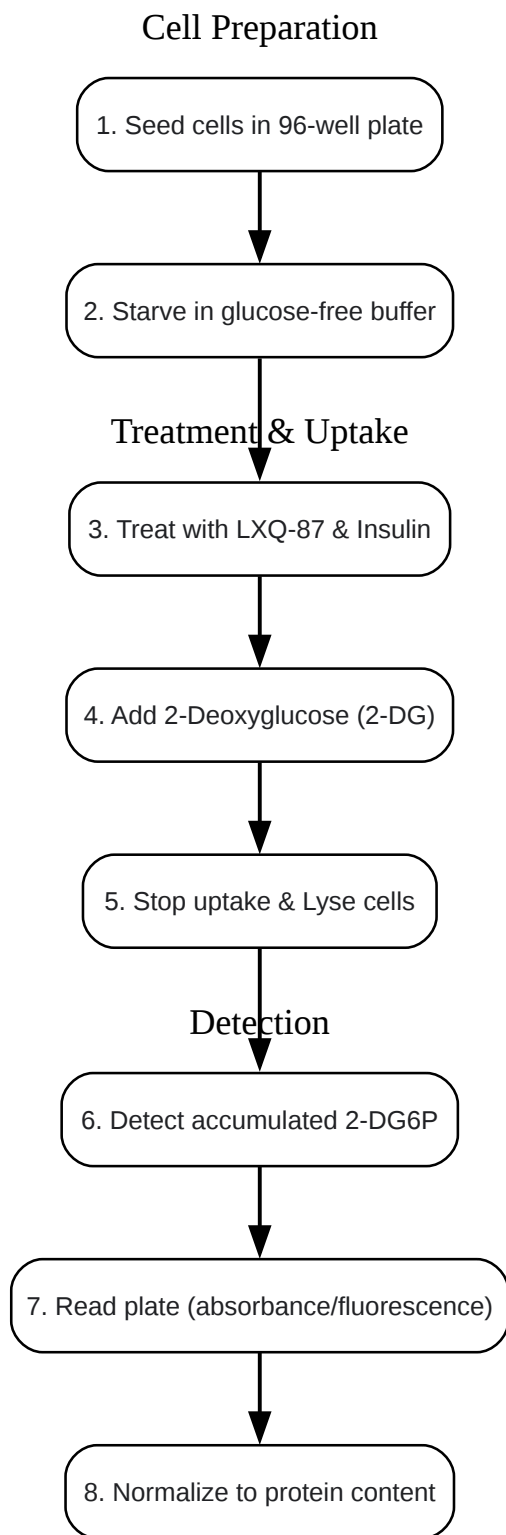 Cell Preparation
1. Seed cells in 96-well plate
2. Starve in glucose-free buffer
Treatment & Uptake
3. Treat with LXQ-87 & Insulin
4. Add 2-Deoxyglucose (2-DG)
5. Stop uptake & Lyse cells
Detection
6. Detect accumulated 2-DG6P
7. Read plate (absorbance/fluorescence)
8. Normalize to protein content